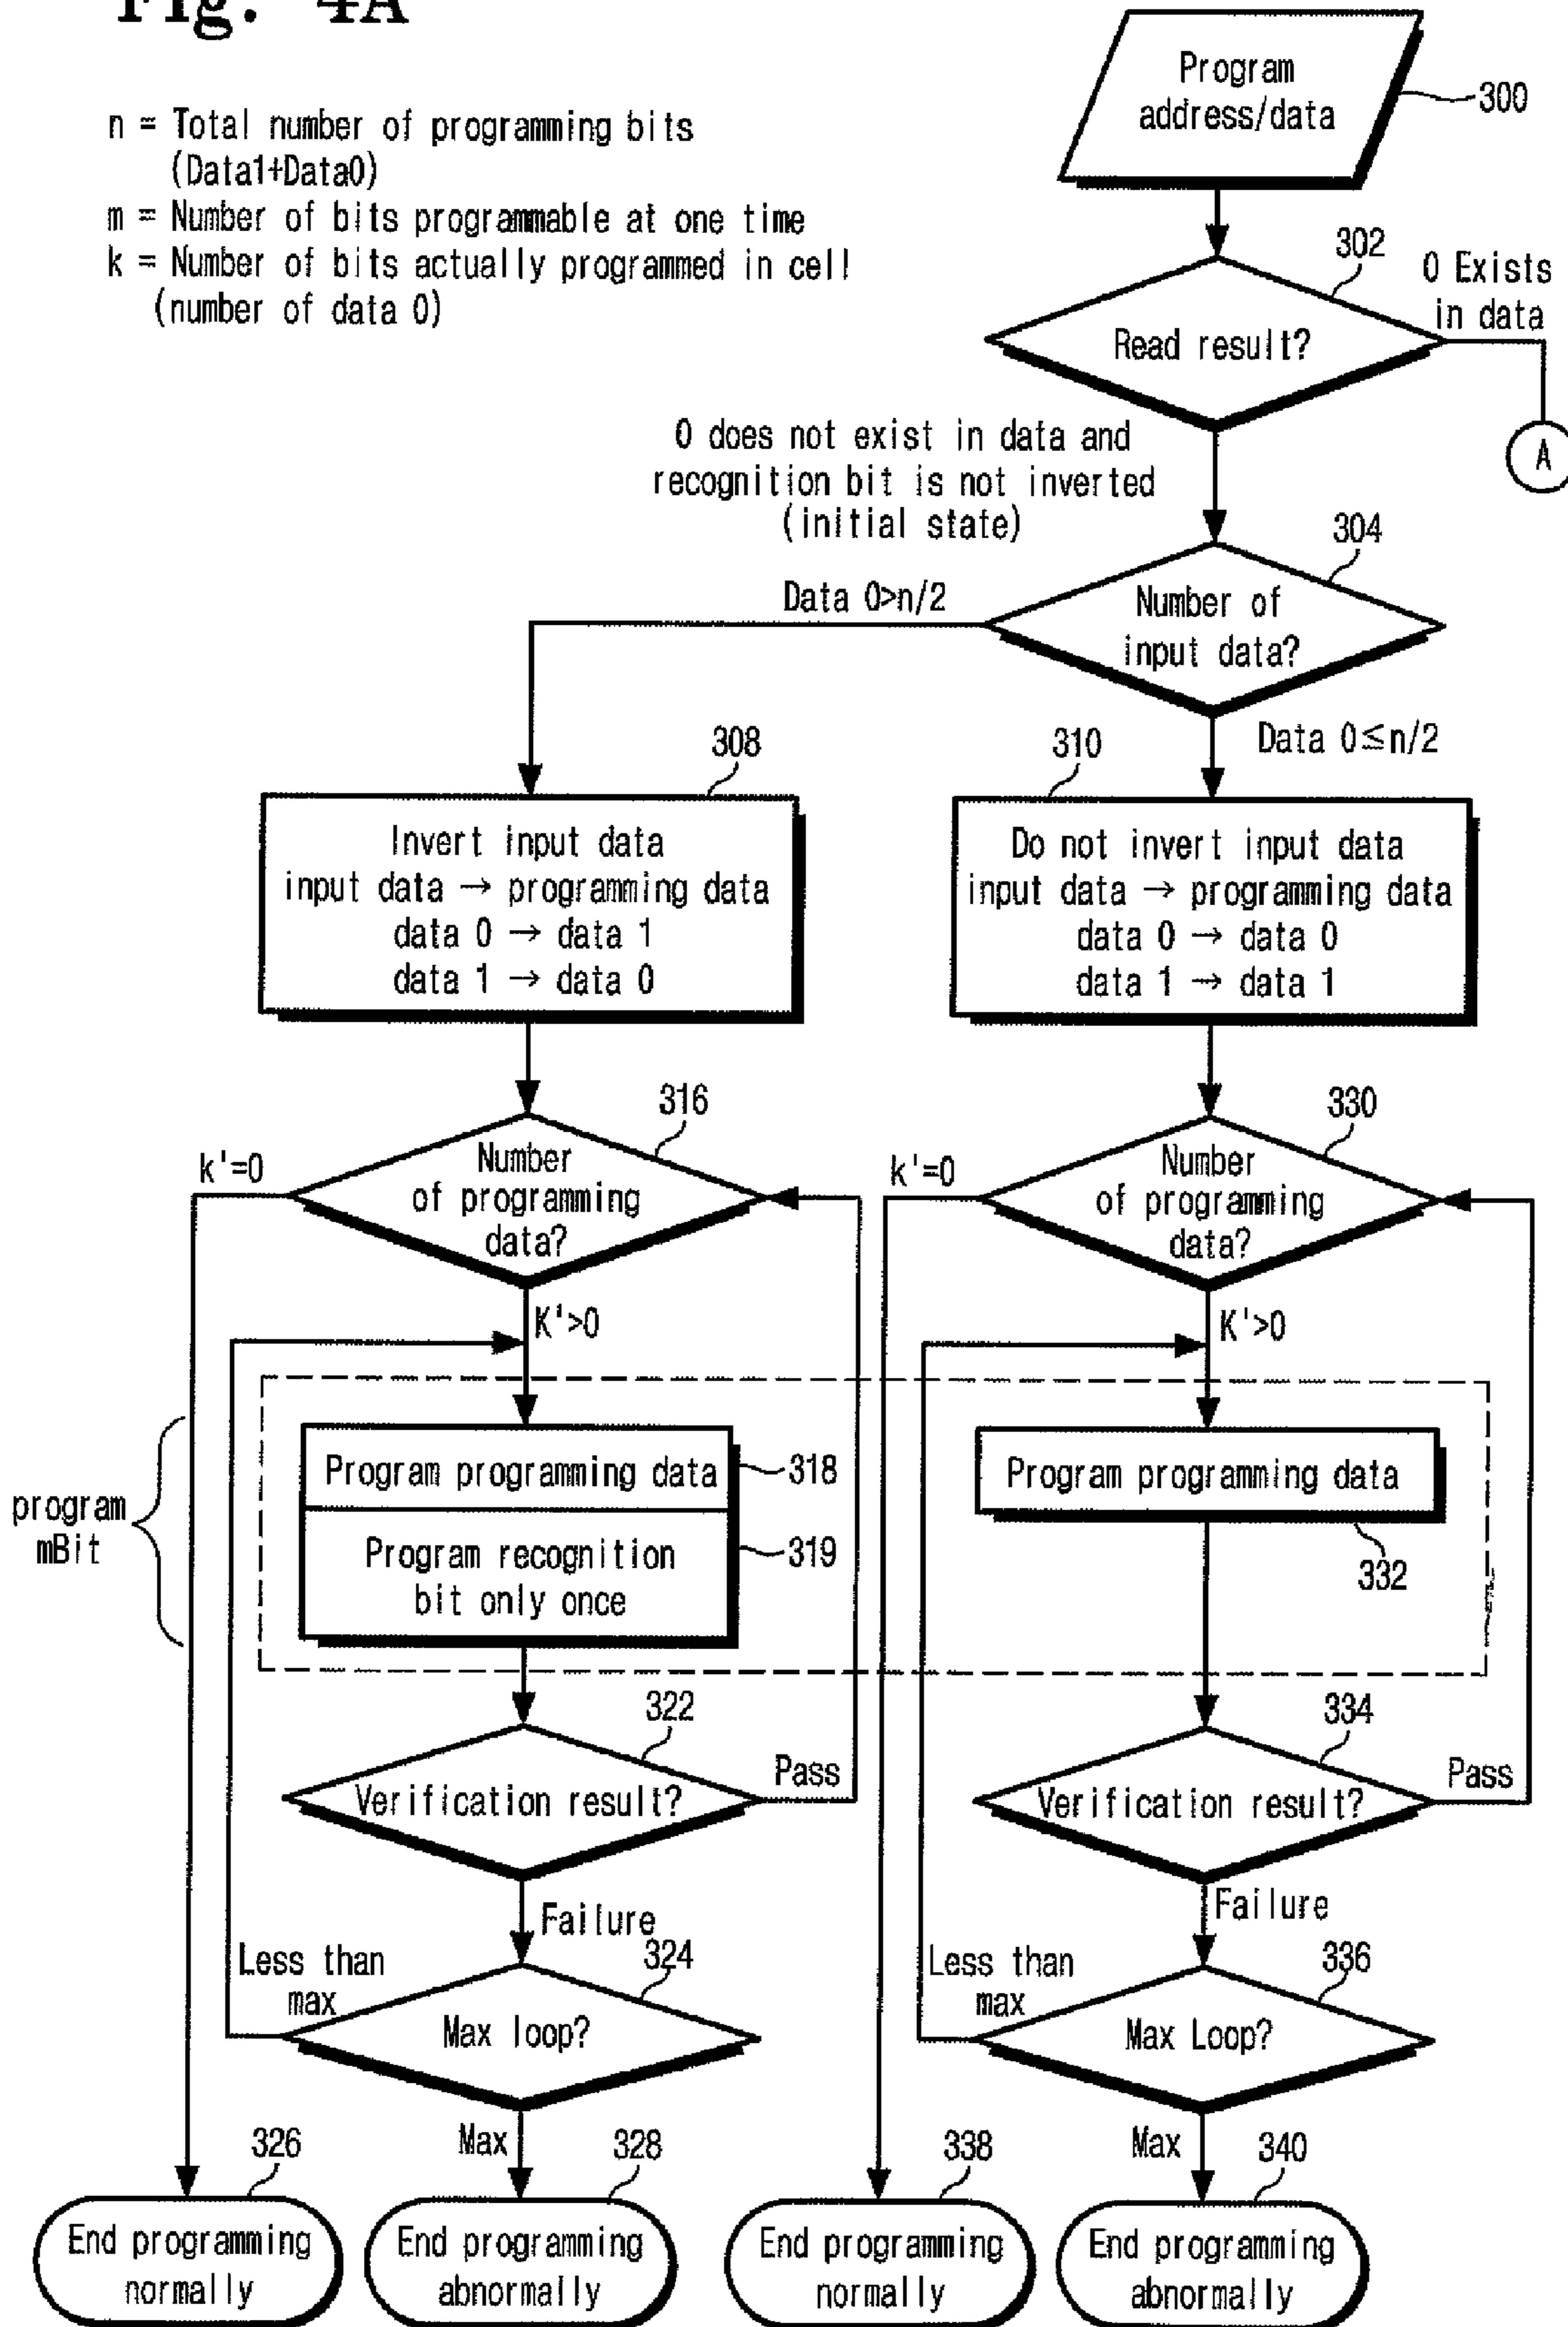 Fig. 4A
n = Total number of programming bits
(Data1+Data0)
m = Number of bits programmable at one time
k = Number of bits actually programmed in cell
(number of data 0)
Program
address/data
300
302
0 Exists
in data
Read result?
A
0 does not exist in data and
recognition bit is not inverted
(initial state)
304
Data 0>n/2
Number of
input data?
Data 0≦n/2
308
310
Invert input data
input data → programming data
data 0 → data 1
data 1 → data 0
Do not invert input data
input data → programming data
data 0 → data 0
data 1 → data 1
316
330
k'=0
Number
of programming
data?
k'=0
Number
of programming
data?
K'>0
K'>0
program
mBit
Program programming data
318
Program recognition
bit only once
319
Program programming data
332
322
334
Verification result?
Pass
Verification result?
Pass
Failure
Failure
Less than
max
324
Less than
max
336
Max loop?
Max Loop?
326
Max
328
338
Max
340
End programming
normally
End programming
abnormally
End programming
normally
End programming
abnormally